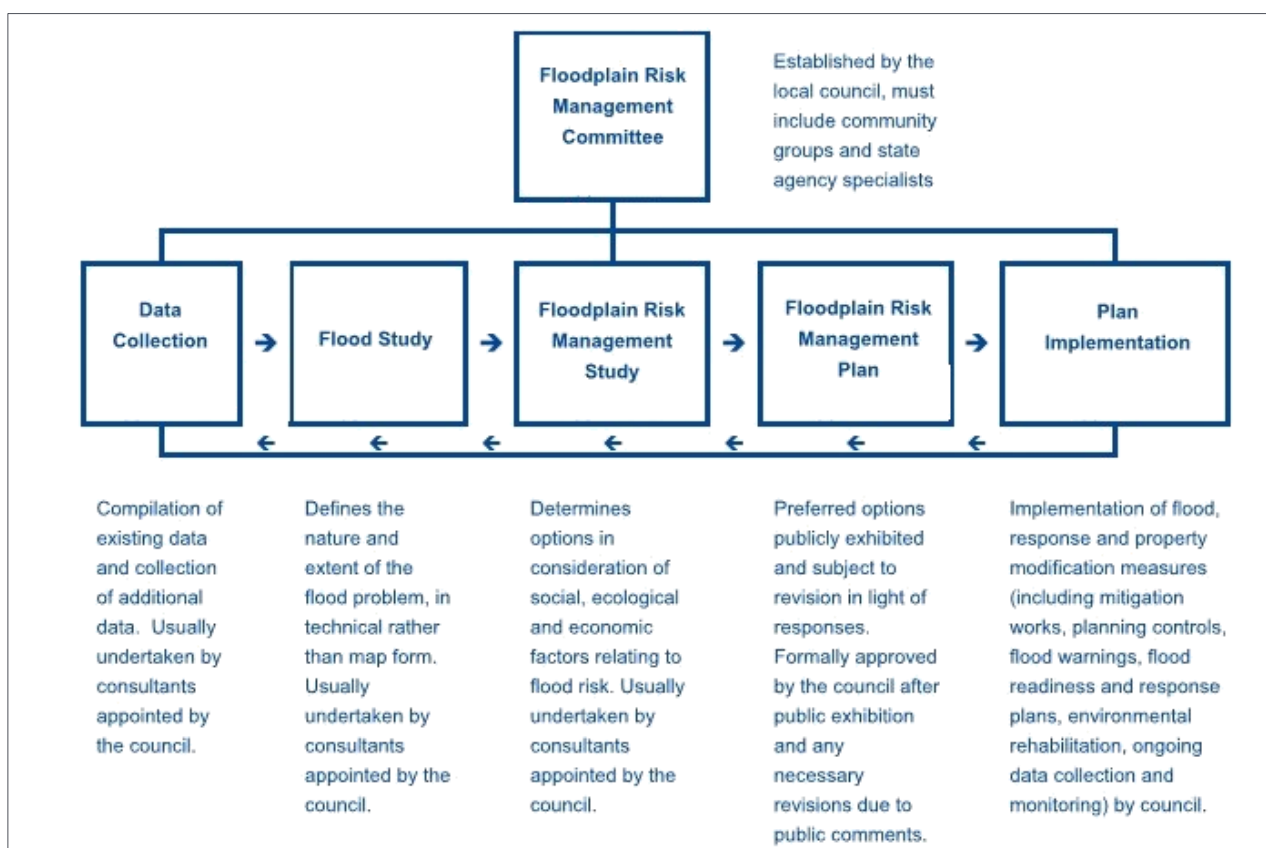 Floodplain Risk
Management
Committee
Established by the
local council, must
include community
groups and state
agency specialists
Data
Collection
→
Flood Study
→
Floodplain Risk
Management
Study
→
Floodplain Risk
Management
Plan
→
Plan
Implementation
← ← ← ← ← ← ←
Compilation of
existing data
and collection
of additional
data. Usually
undertaken by
consultants
appointed by
the council.
Defines the
nature and
extent of the
flood problem, in
technical rather
than map form.
Usually
undertaken by
consultants
appointed by the
council.
Determines
options in
consideration of
social, ecological
and economic
factors relating to
flood risk. Usually
undertaken by
consultants
appointed by the
council.
Preferred options
publicly exhibited
and subject to
revision in light of
responses.
Formally approved
by the council after
public exhibition
and any
necessary
revisions due to
public comments.
Implementation of flood,
response and property
modification measures
(including mitigation
works, planning controls,
flood warnings, flood
readiness and response
plans, environmental
rehabilitation, ongoing
data collection and
monitoring) by council.